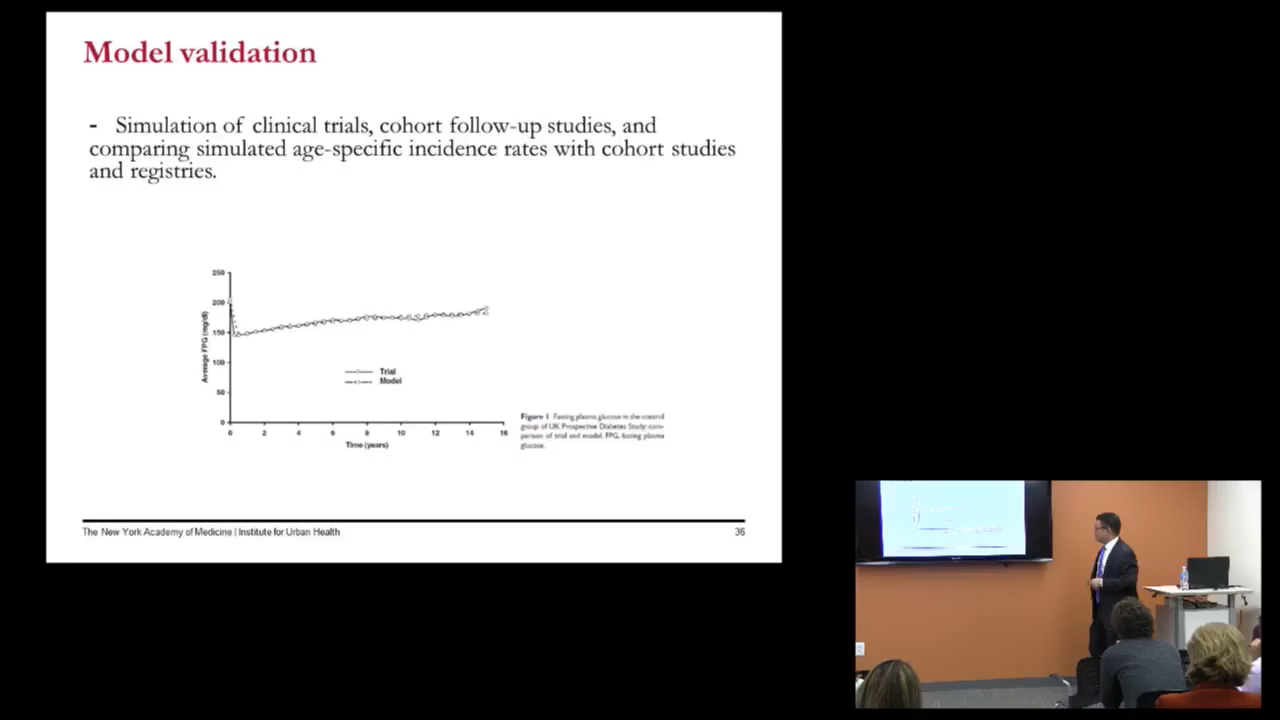 Model validation
- Simulation of clinical trials, cohort follow-up studies, and
comparing simulated age-specific incidence rates with cohort studies
and registries.
250
200
150
100
50
0
Average FPG (mg/dl)
Trial
Model
0 2 4 6 8 10 12 14 16
Time (years)
Figure 1 Fasting plasma glucose in the control
group of UK Prospective Diabetes Study: com-
parison of trial and model. FPG, fasting plasma
glucose.
The New York Academy of Medicine | Institute for Urban Health
36